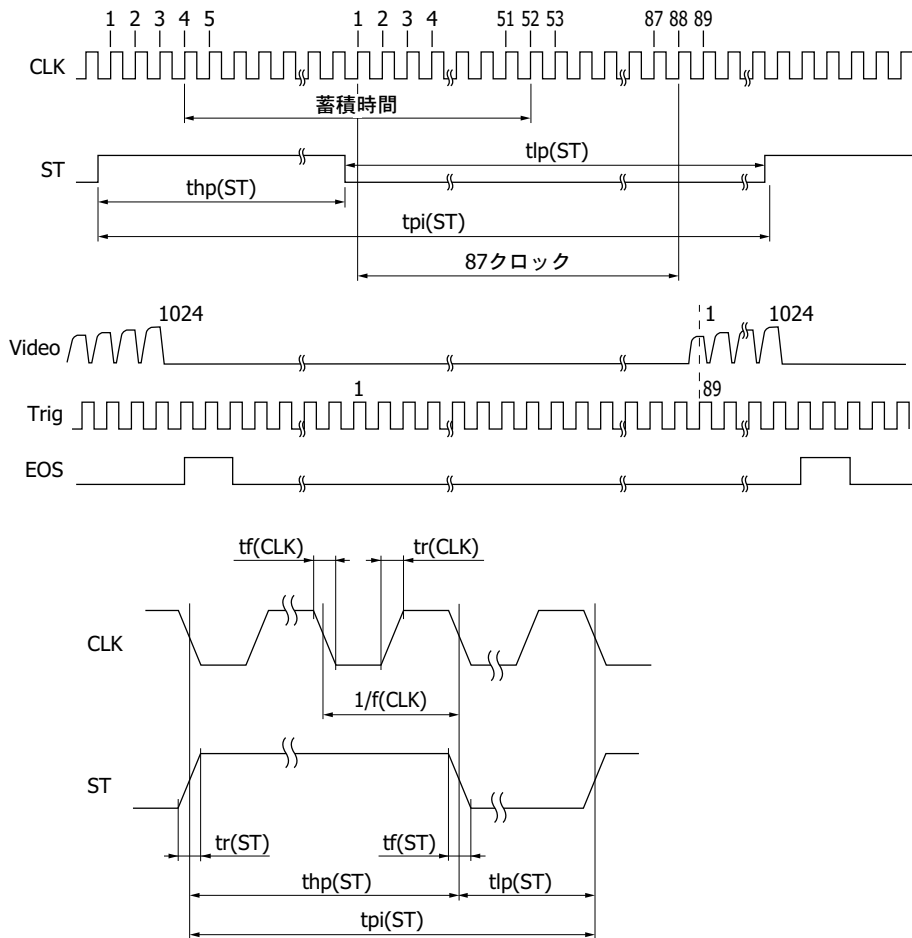 1 2 3 4 5 1 2 3 4 51 52 53 87 88 89
CLK
蓄積時間
ST
tlp(ST)
thp(ST)
tpi(ST)
87クロック
1024 1 1024
Video
1 89
Trig
EOS
tf(CLK) tr(CLK)
CLK
1/f(CLK)
ST
tr(ST) tf(ST)
thp(ST) tlp(ST)
tpi(ST)